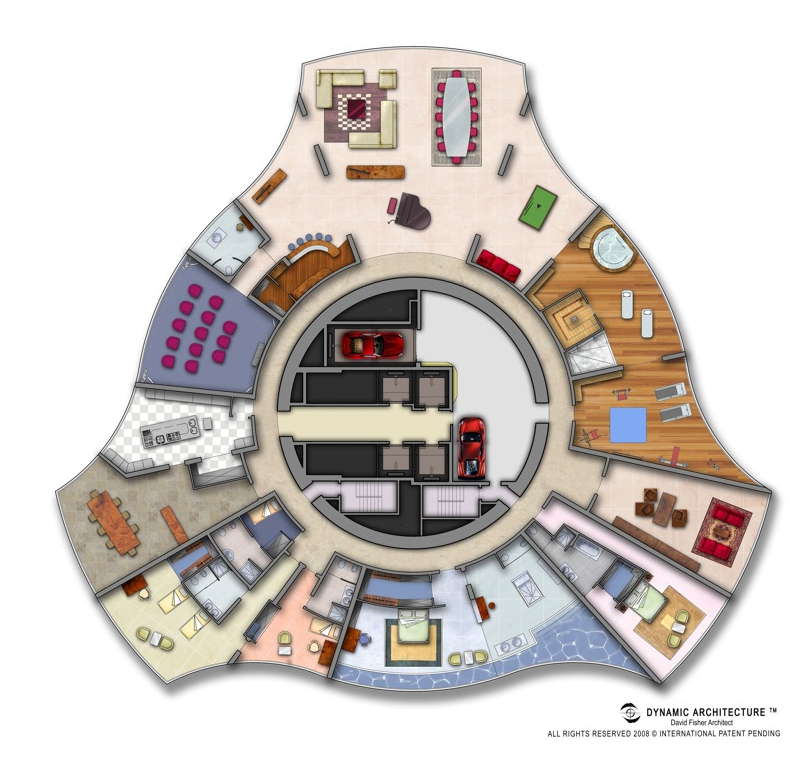 DYNAMIC ARCHITECTURE ™
David Fisher Architect
ALL RIGHTS RESERVED 2008 © INTERNATIONAL PATENT PENDING